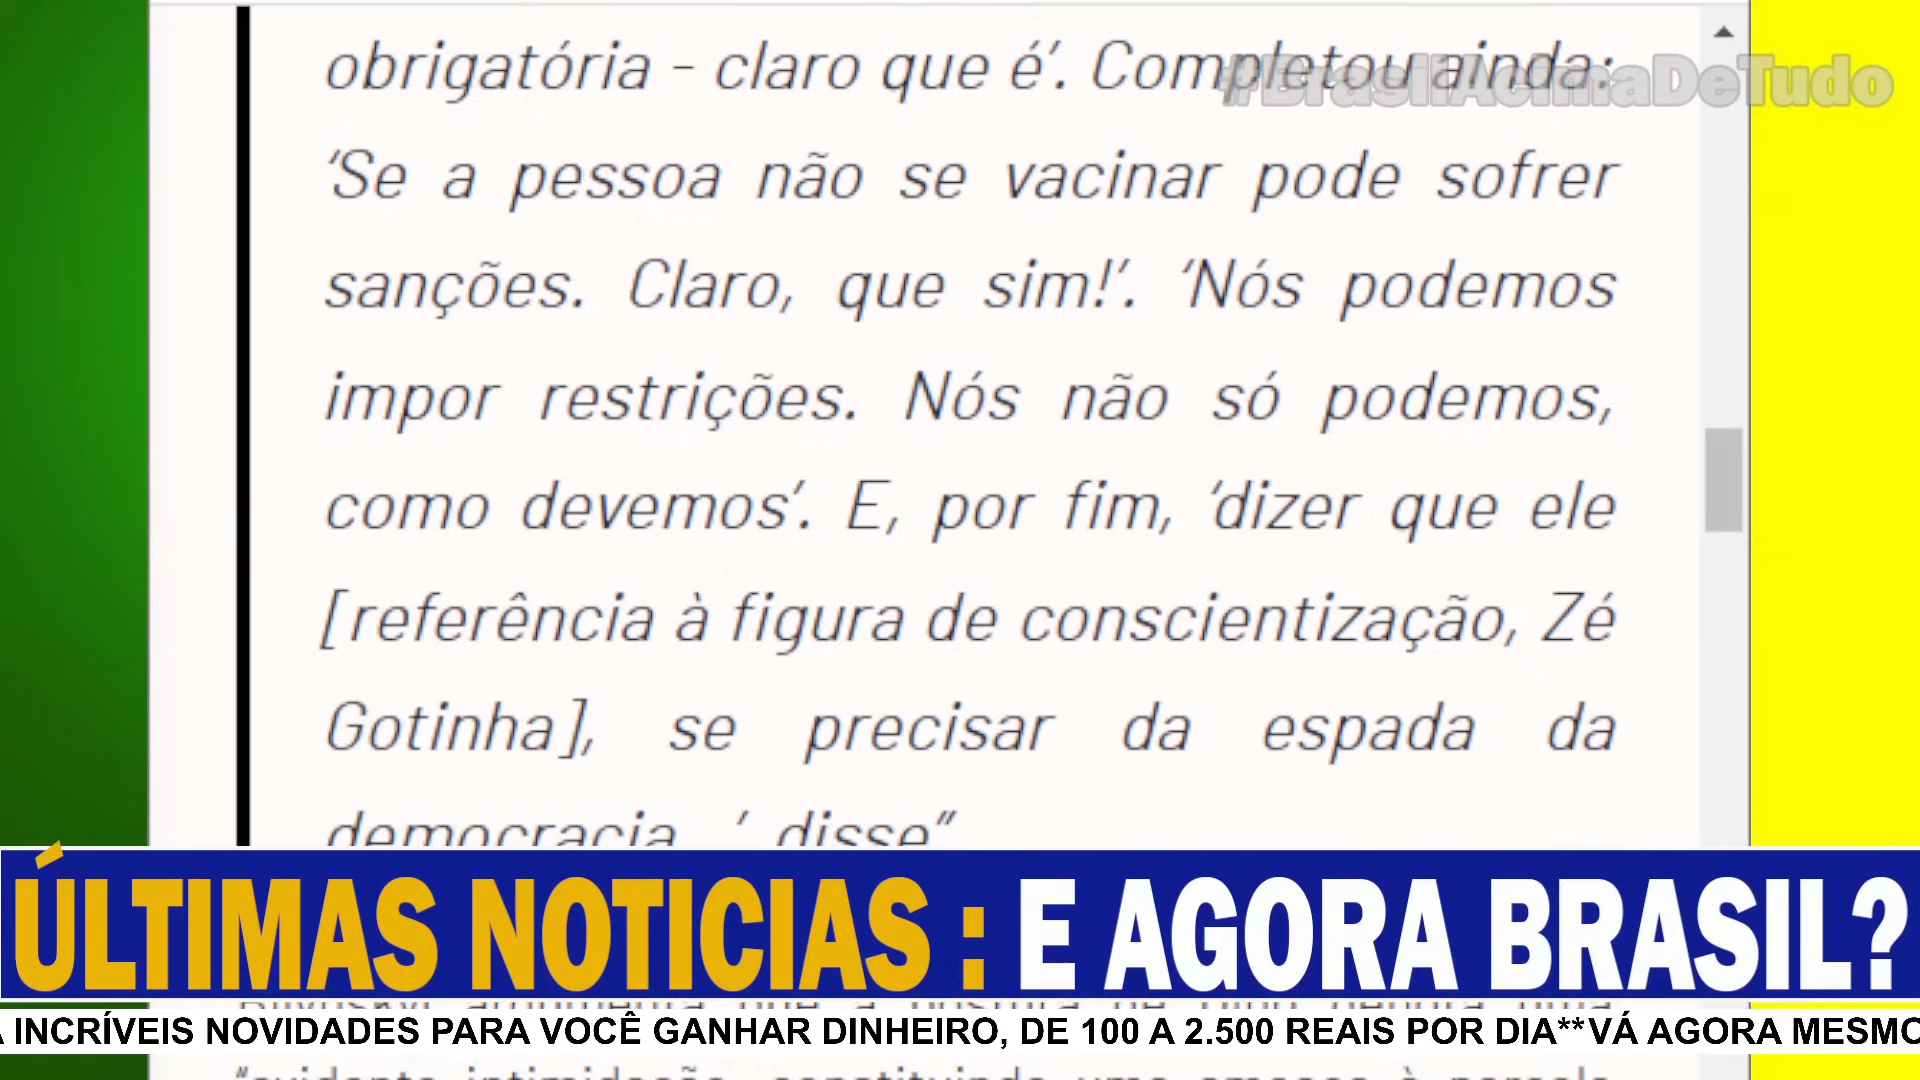 obrigatória - claro que é’. Completou ainda:
#BrasilAcimaDeTudo
‘Se a pessoa não se vacinar pode sofrer
sanções. Claro, que sim!’. ‘Nós podemos
impor restrições. Nós não só podemos,
como devemos’. E, por fim, ‘dizer que ele
[referência à figura de conscientização, Zé
Gotinha], se precisar da espada da
democracia...’ disse”
ÚLTIMAS NOTICIAS : E AGORA BRASIL?
A INCRÍVEIS NOVIDADES PARA VOCÊ GANHAR DINHEIRO, DE 100 A 2.500 REAIS POR DIA**VÁ AGORA MESMO